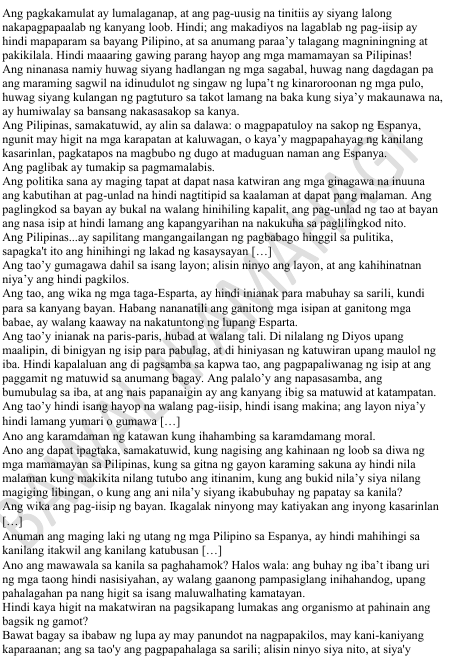 Ang pagkakamulat ay lumalaganap, at ang pag-uusig na tinitiis ay siyang lalong
nakapagpapaalab ng kanyang loob. Hindi; ang makadiyos na lagablab ng pag-iisip ay
hindi mapaparam sa bayang Pilipino, at sa anumang paraa'y talagang magniningning at
pakikilala. Hindi maaaring gawing parang hayop ang mga mamamayan sa Pilipinas!
Ang ninanasa namiy huwag siyang hadlangan ng mga sagabal, huwag nang dagdagan pa
ang maraming sagwil na idinudulot ng singaw ng lupa't ng kinaroroonan ng mga pulo,
huwag siyang kulangan ng pagtuturo sa takot lamang na baka kung siya'y makaunawa na,
ay humiwalay sa bansang nakasasakop sa kanya.
Ang Pilipinas, samakatuwid, ay alin sa dalawa: o magpapatuloy na sakop ng Espanya,
ngunit may higit na mga karapatan at kaluwagan, o kaya'y magpapahayag ng kanilang
kasarinlan, pagkatapos na magbubo ng dugo at maduguan naman ang Espanya.
Ang paglibak ay tumakip sa pagmamalabis.
Ang politika sana ay maging tapat at dapat nasa katwiran ang mga ginagawa na inuuna
ang kabutihan at pag-unlad na hindi nagtitipid sa kaalaman at dapat pang malaman. Ang
paglingkod sa bayan ay bukal na walang hinihiling kapalit, ang pag-unlad ng tao at bayan
ang nasa isip at hindi lamang ang kapangyarihan na nakukuha sa paglilingkod nito.
Ang Pilipinas...ay sapilitang mangangailangan ng pagbabago hinggil sa pulitika,
sapagka't ito ang hinihingi ng lakad ng kasaysayan […]
Ang tao'y gumagawa dahil sa isang layon; alisin ninyo ang layon, at ang kahihinatnan
niya'y ang hindi pagkilos.
Ang tao, ang wika ng mga taga-Esparta, ay hindi inianak para mabuhay sa sarili, kundi
para sa kanyang bayan. Habang nananatili ang ganitong mga isipan at ganitong mga
babae, ay walang kaaway na nakatuntong ng lupang Esparta.
Ang tao'y inianak na paris-paris, hubad at walang tali. Di nilalang ng Diyos upang
maalipin, di binigyan ng isip para pabulag, at di hiniyasan ng katuwiran upang maulol ng
iba. Hindi kapalaluan ang di pagsamba sa kapwa tao, ang pagpapaliwanag ng isip at ang
paggamit ng matuwid sa anumang bagay. Ang palalo'y ang napasasamba, ang
bumubulag sa iba, at ang nais papanaigin ay ang kanyang ibig sa matuwid at katampatan.
Ang tao'y hindi isang hayop na walang pag-iisip, hindi isang makina; ang layon niya'y
hindi lamang yumari o gumawa […]
Ano ang karamdaman ng katawan kung ihahambing sa karamdamang moral.
Ano ang dapat ipagtaka, samakatuwid, kung nagising ang kahinaan ng loob sa diwa ng
mga mamamayan sa Pilipinas, kung sa gitna ng gayon karaming sakuna ay hindi nila
malaman kung makikita nilang tutubo ang itinanim, kung ang bukid nila'y siya nilang
magiging libingan, o kung ang ani nila'y siyang ikabubuhay ng papatay sa kanila?
Ang wika ang pag-iisip ng bayan. Ikagalak ninyong may katiyakan ang inyong kasarinlan
[…]
Anuman ang maging laki ng utang ng mga Pilipino sa Espanya, ay hindi mahihingi sa
kanilang itakwil ang kanilang katubusan […]
Ano ang mawawala sa kanila sa paghahamok? Halos wala: ang buhay ng iba't ibang uri
ng mga taong hindi nasisiyahan, ay walang gaanong pampasiglang inihahandog, upang
pahalagahan pa nang higit sa isang maluwalhating kamatayan.
Hindi kaya higit na makatwiran na pagsikapang lumakas ang organismo at pahinain ang
bagsik ng gamot?
Bawat bagay sa ibabaw ng lupa ay may panundot na nagpapakilos, may kani-kaniyang
kaparaanan; ang sa tao'y ang pagpapahalaga sa sarili; alisin ninyo siya nito, at siya'y